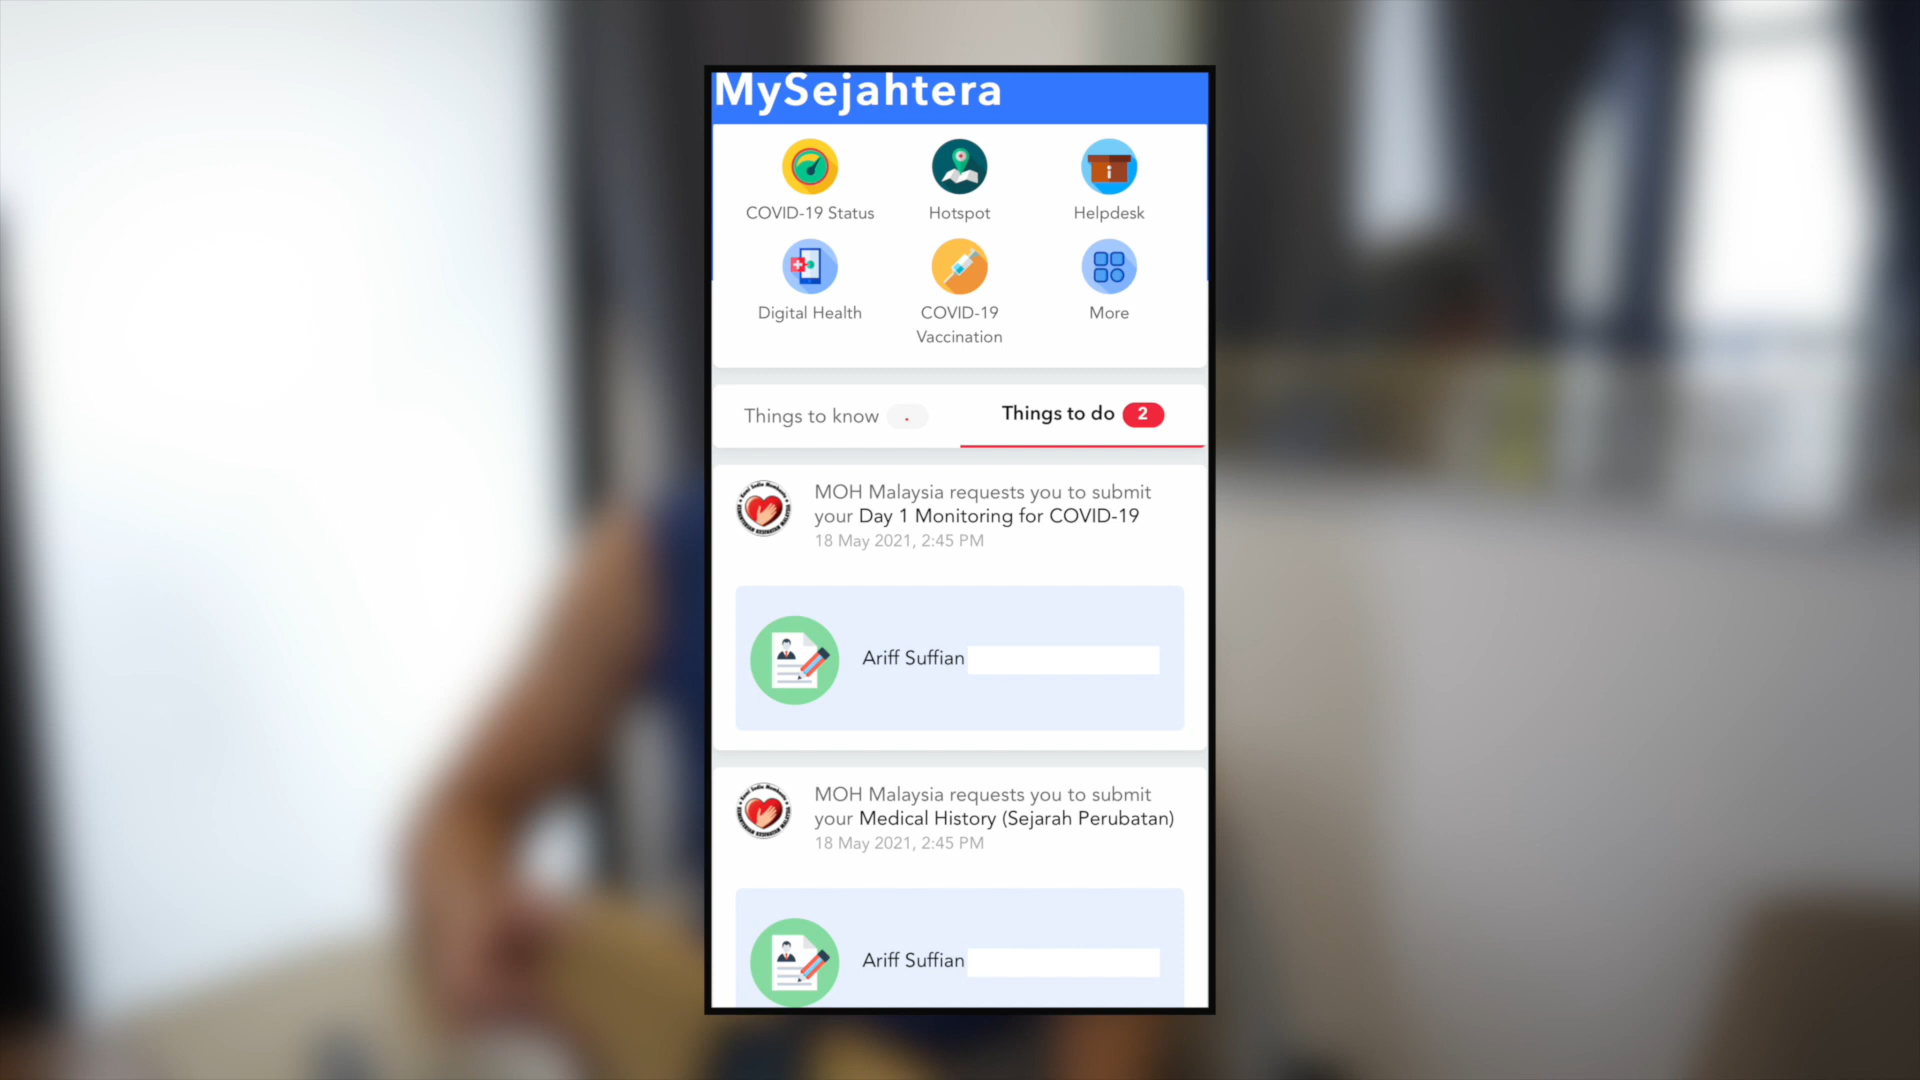 MySejahtera
COVID-19 Status
Hotspot
Helpdesk
Digital Health
COVID-19
Vaccination
More
Things to know
Things to do 2
MOH Malaysia requests you to submit
your Day 1 Monitoring for COVID-19
18 May 2021, 2:45 PM
Ariff Suffian
MOH Malaysia requests you to submit
your Medical History (Sejarah Perubatan)
18 May 2021, 2:45 PM
Ariff Suffian